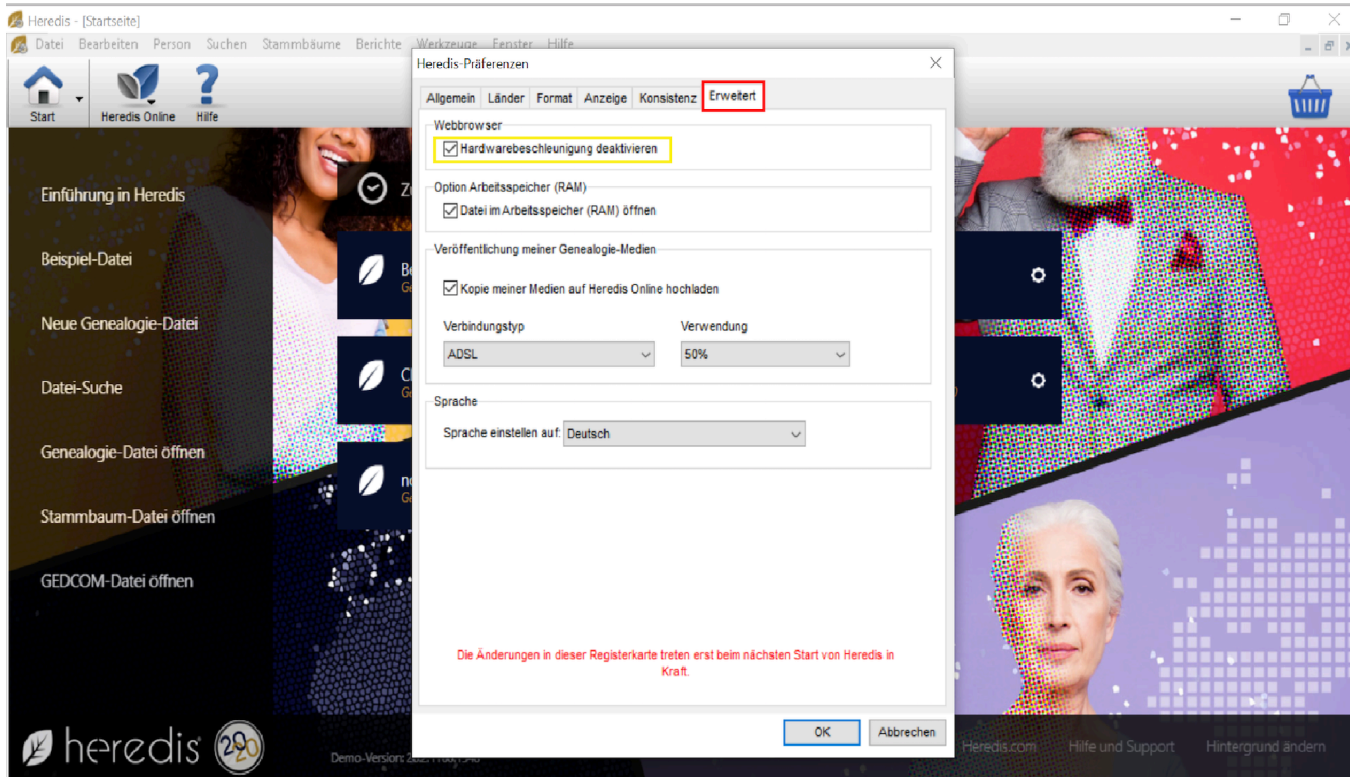 Heredis - [Startseite]
Datei Bearbeiten Person Suchen Stammbäume Berichte Werkzeuge Fenster Hilfe
Start
Heredis Online
Hilfe
Einführung in Heredis
Beispiel-Datei
Neue Genealogie-Datei
Datei-Suche
Genealogie-Datei öffnen
Stammbaum-Datei öffnen
GEDCOM-Datei öffnen
Heredis-Präferenzen
Allgemein Länder Format Anzeige Konsistenz Erweitert
Webbrowser
Hardwarebeschleunigung deaktivieren
Option Arbeitsspeicher (RAM)
Datei im Arbeitsspeicher (RAM) öffnen
Veröffentlichung meiner Genealogie-Medien
Kopie meiner Medien auf Heredis Online hochladen
Verbindungstyp Verwendung
ADSL 50%
Sprache
Sprache einstellen auf: Deutsch
Die Änderungen in dieser Registerkarte treten erst beim nächsten Start von Heredis in
Kraft.
OK Abbrechen
heredis
Demo-Version:
Heredis.com Hilfe und Support Hintergrund ändern